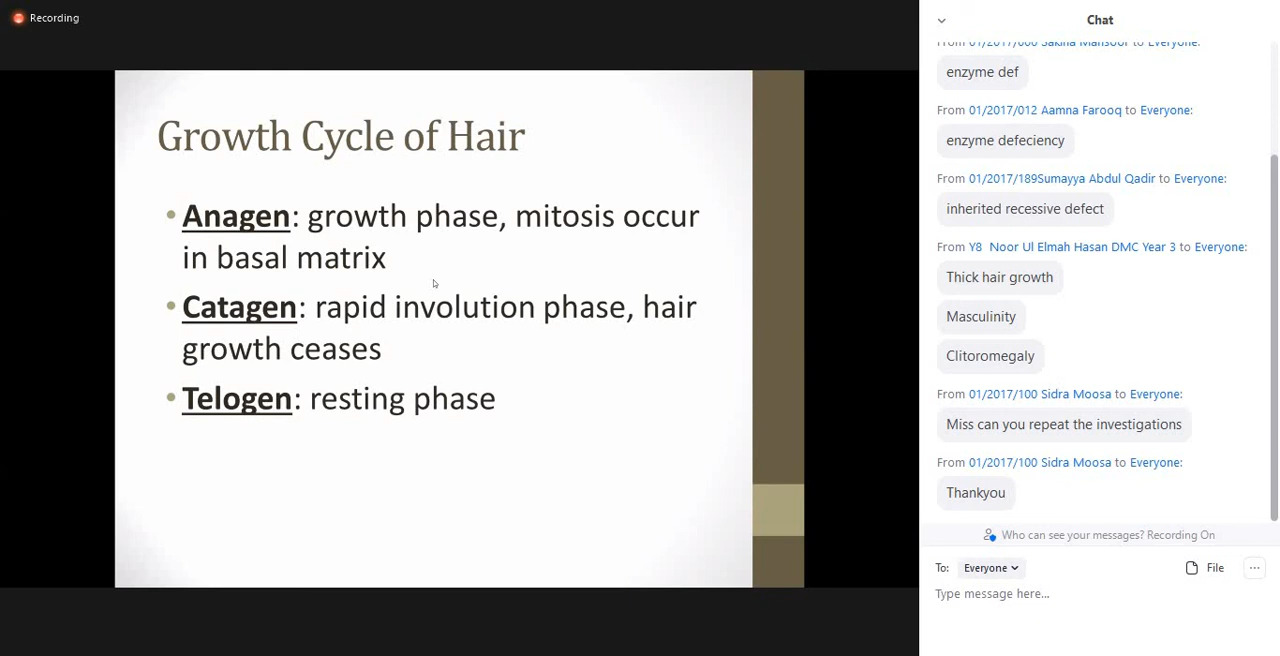 Recording
Growth Cycle of Hair
• Anagen: growth phase, mitosis occur
in basal matrix
• Catagen: rapid involution phase, hair
growth ceases
• Telogen: resting phase
Chat
From 01/2017/006 Sakina Mansoor to Everyone:
enzyme def
From 01/2017/012 Aamna Farooq to Everyone:
enzyme defeciency
From 01/2017/189Sumayya Abdul Qadir to Everyone:
inherited recessive defect
From Y8 Noor Ul Elmah Hasan DMC Year 3 to Everyone:
Thick hair growth
Masculinity
Clitoromegaly
From 01/2017/100 Sidra Moosa to Everyone:
Miss can you repeat the investigations
From 01/2017/100 Sidra Moosa to Everyone:
Thankyou
Who can see your messages? Recording On
To: Everyone
File
Type message here...